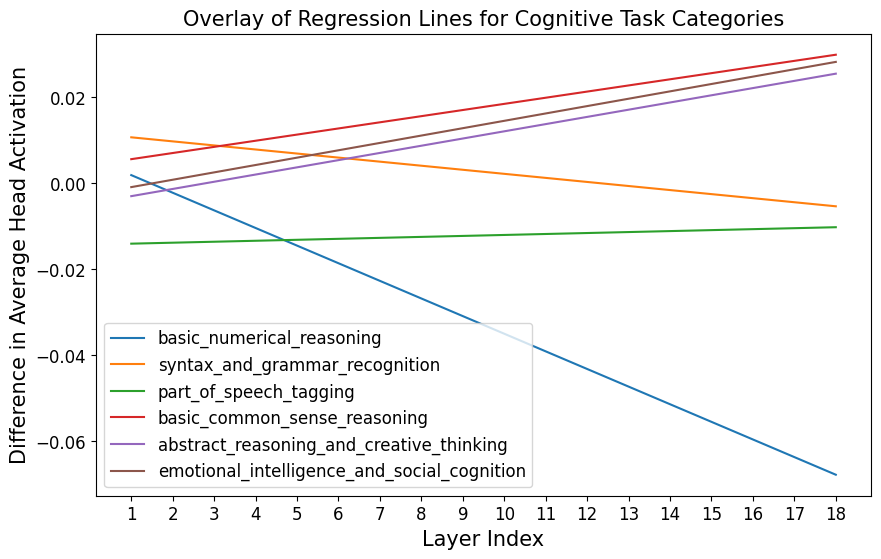 Overlay of Regression Lines for Cognitive Task Categories
Difference in Average Head Activation
0.02
0.00
−0.02
−0.04
−0.06
basic_numerical_reasoning
syntax_and_grammar_recognition
part_of_speech_tagging
basic_common_sense_reasoning
abstract_reasoning_and_creative_thinking
emotional_intelligence_and_social_cognition
1 2 3 4 5 6 7 8 9 10 11 12 13 14 15 16 17 18
Layer Index